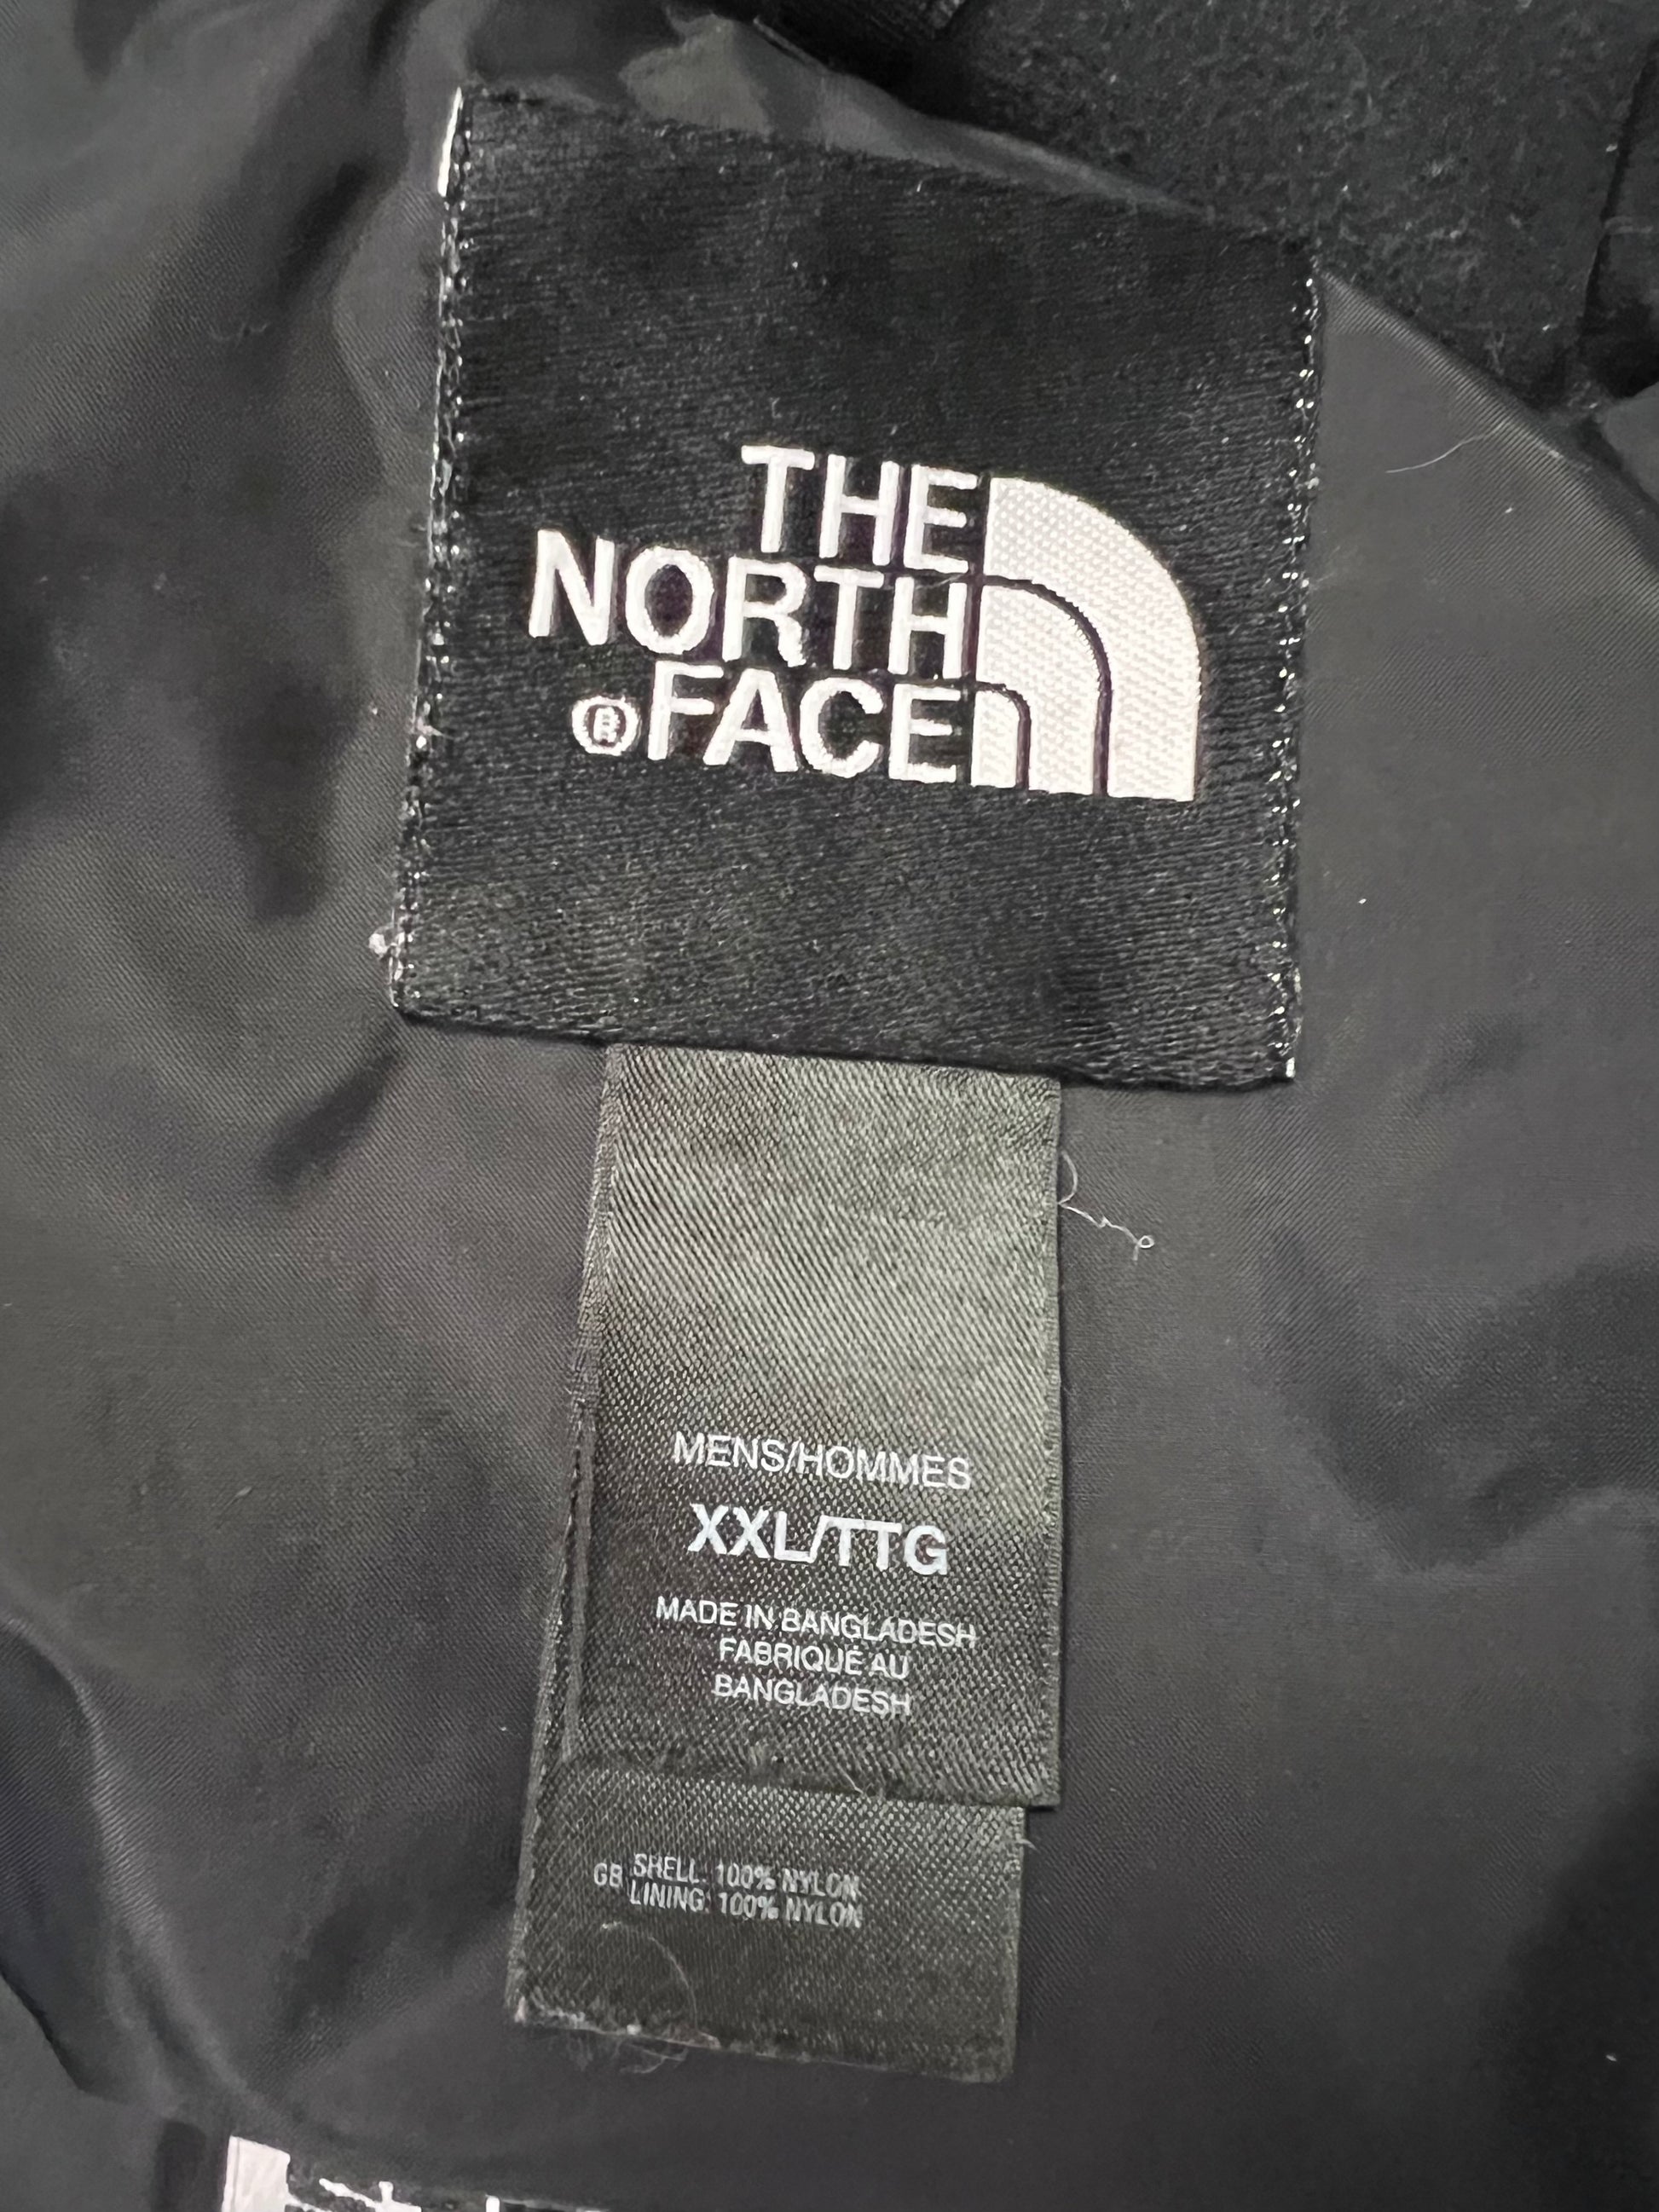 THE
NORTH
FACE
®
MENS/HOMMES
XXL/TTG
MADE IN BANGLADESH
FABRIQUÉ AU
BANGLADESH
GB SHELL: 100% NYLON
LINING: 100% NYLON